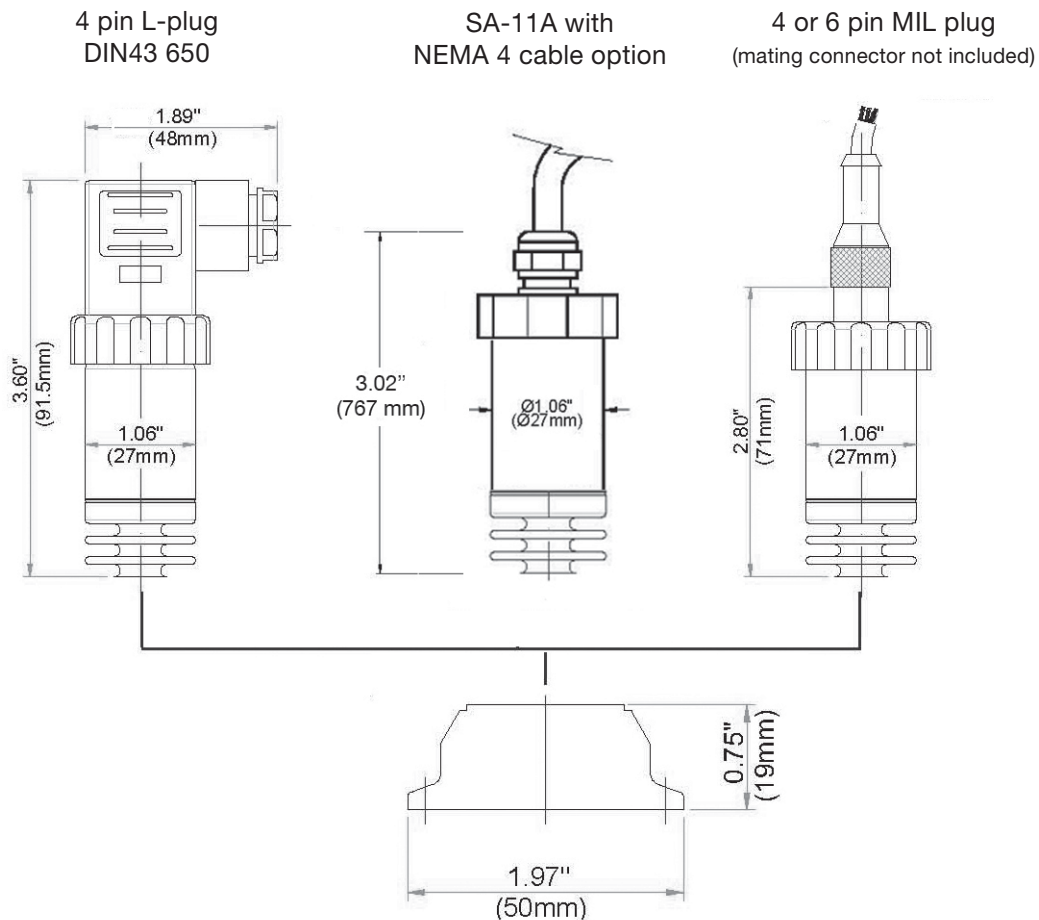 4 pin L-plug
DIN43 650
SA-11A with
NEMA 4 cable option
4 or 6 pin MIL plug
(mating connector not included)
1.89"
(48mm)
3.60"
(91.5mm)
1.06"
(27mm)
3.02”
(767 mm)
Ø1.06"
(Ø27mm)
2.80"
(71mm)
1.06"
(27mm)
0.75"
(19mm)
1.97"
(50mm)